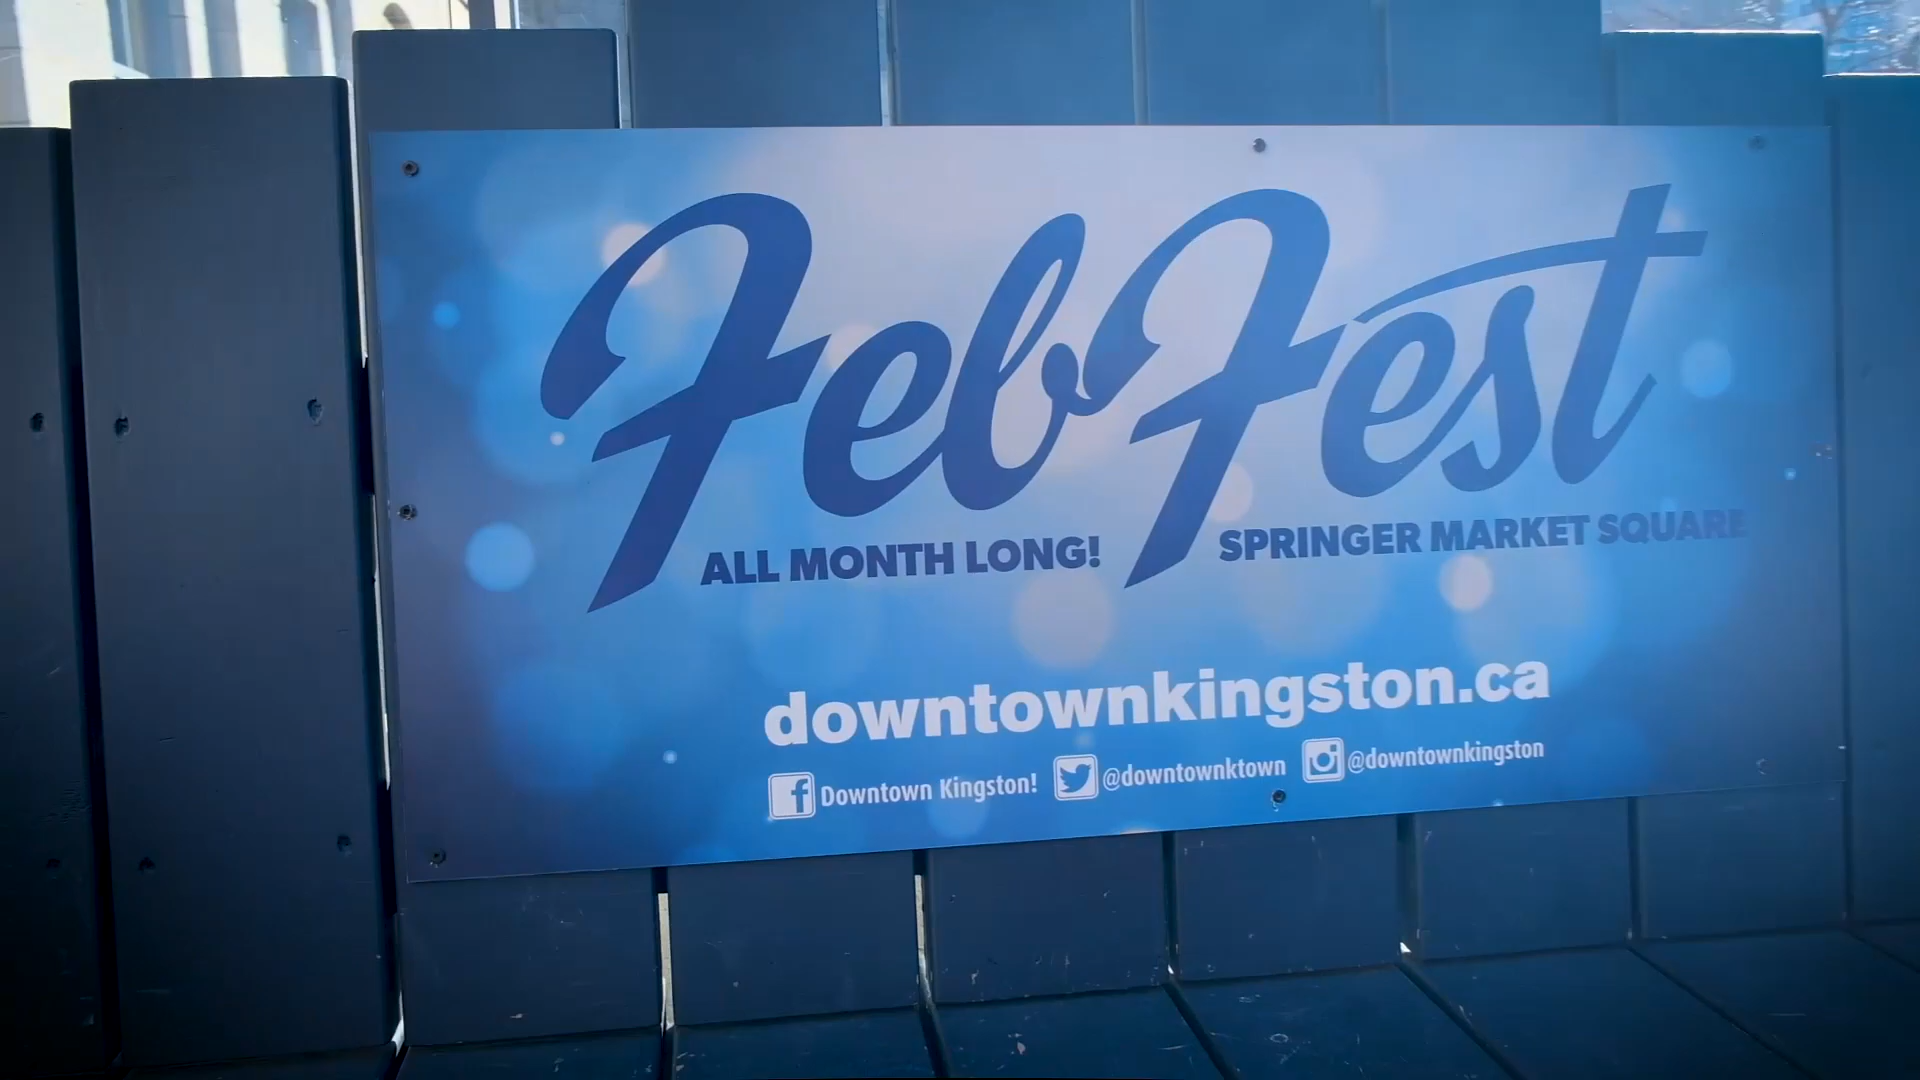 FebFest
ALL MONTH LONG! SPRINGER MARKET SQUARE
downtownkingston.ca
Downtown Kingston! @downtownktown @downtownkingston